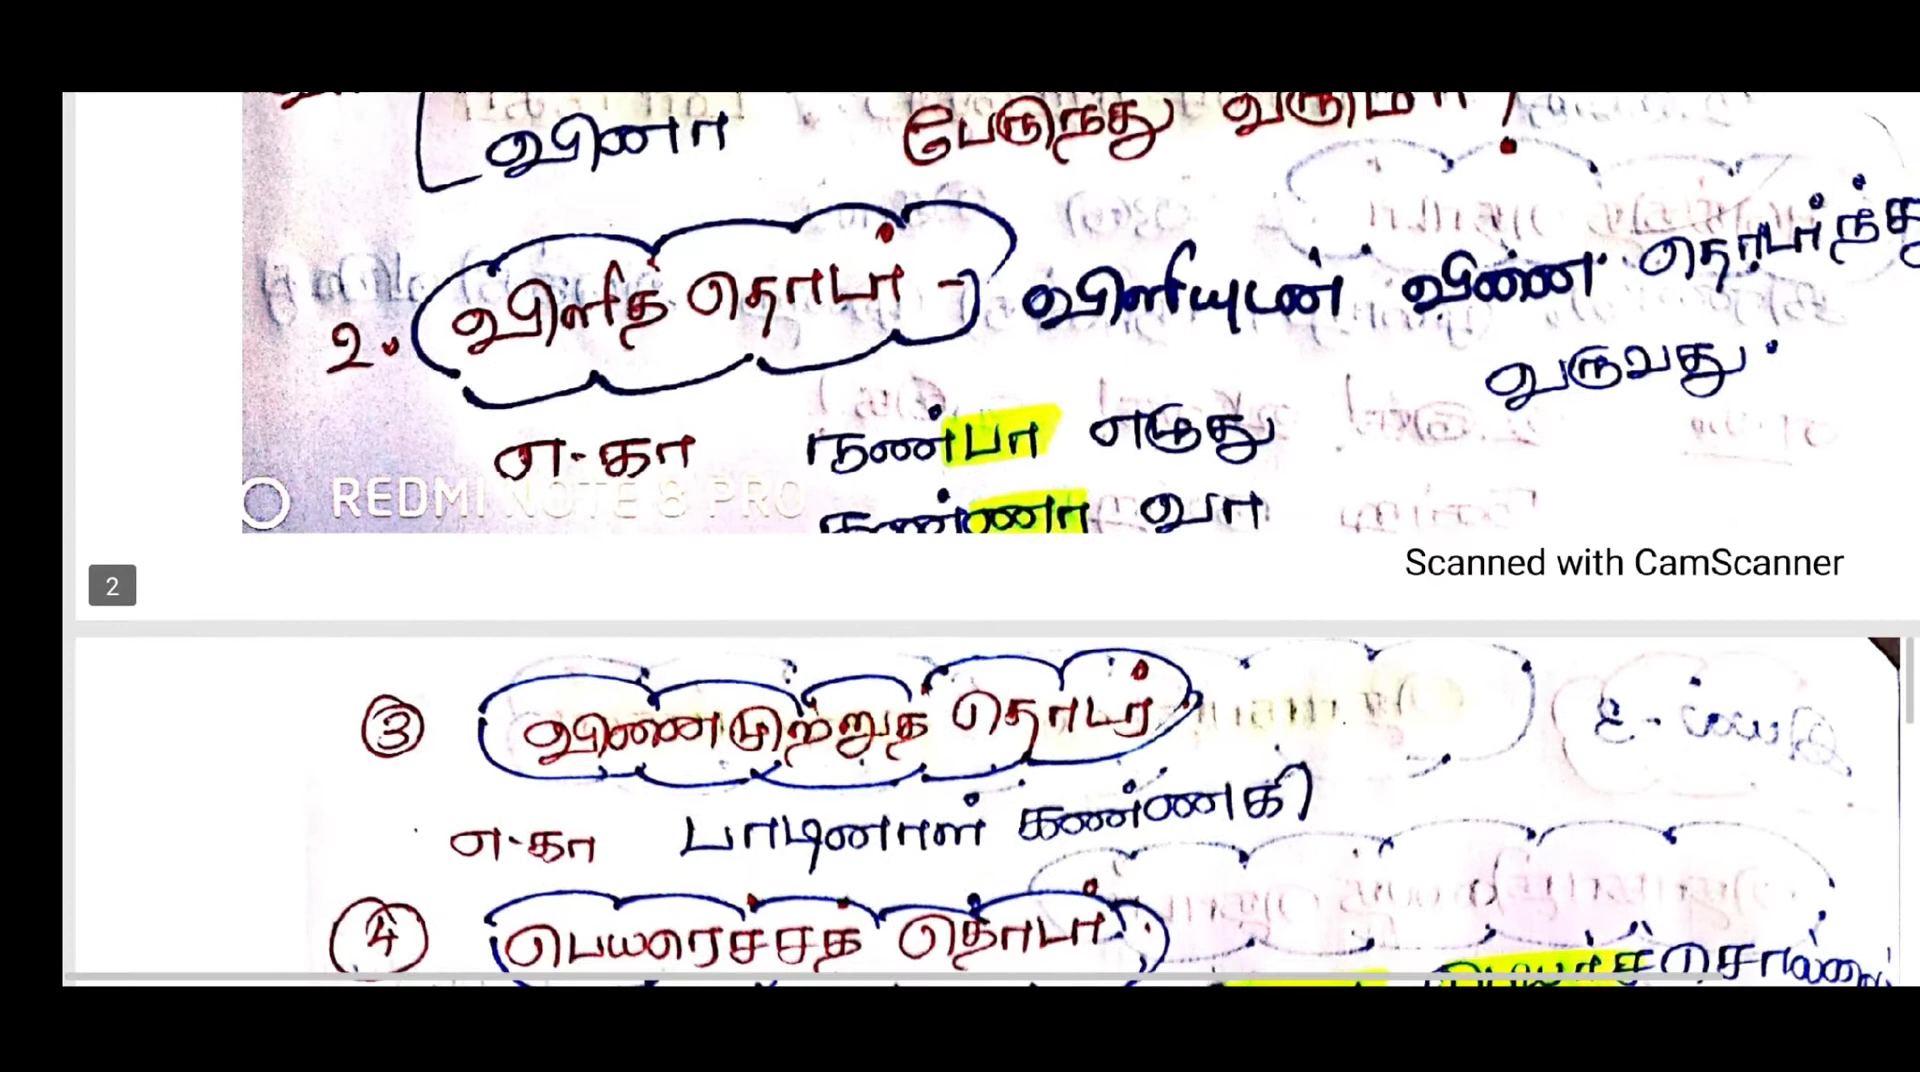 வினா பேருந்து வருமா?
2. விளித் தொடர் - விளியுடன் வினை தொடர்ந்து
வருவது.
எ.கா நண்பா எழுது
REDMI NOTE 8 PRO
கண்ணா வா
Scanned with CamScanner
2
3 வினைமுற்றுத் தொடர்
எ.கா பாடினாள் கண்ணகி
4 பெயரெச்சத் தொடர்